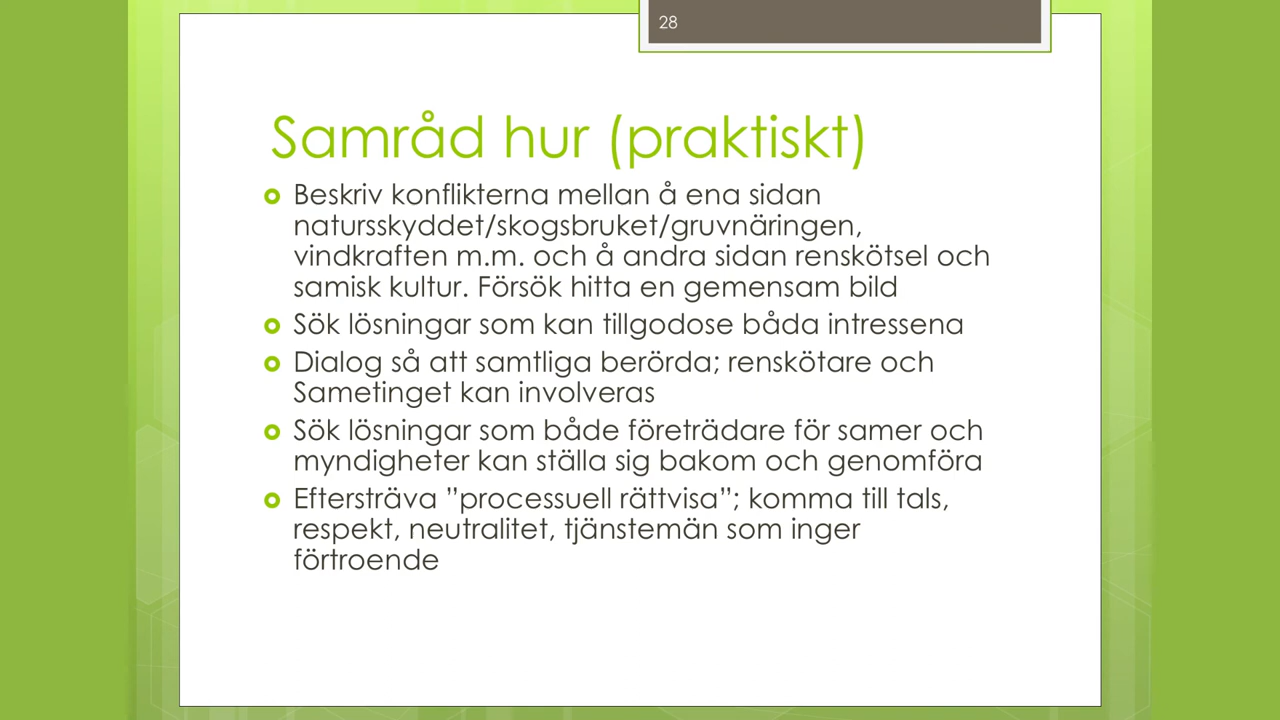 28
Samråd hur (praktiskt)
Beskriv konflikterna mellan å ena sidan
natursskyddet/skogsbruket/gruvnäringen,
vindkraften m.m. och å andra sidan renskötsel och
samisk kultur. Försök hitta en gemensam bild
Sök lösningar som kan tillgodose båda intressena
Dialog så att samtliga berörda; renskötare och
Sametinget kan involveras
Sök lösningar som både företrädare för samer och
myndigheter kan ställa sig bakom och genomföra
Eftersträva ”processuell rättvisa”; komma till tals,
respekt, neutralitet, tjänstemän som inger
förtroende